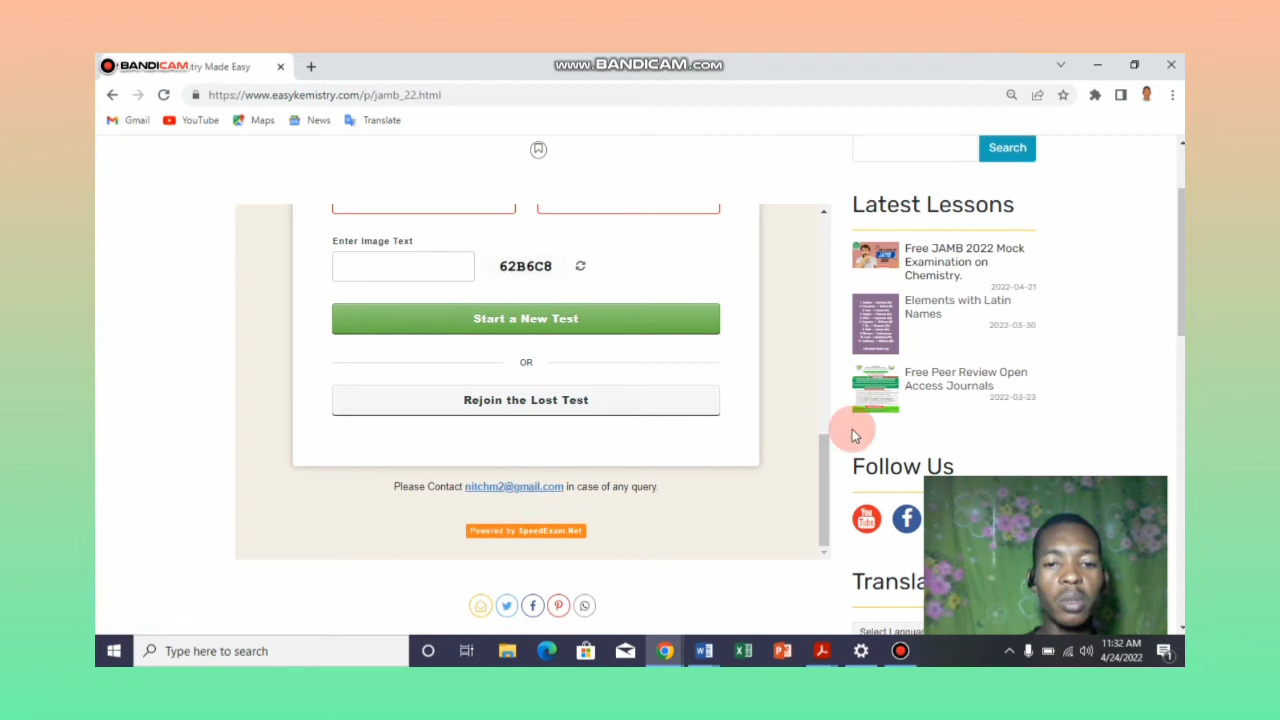 BANDICAM
try Made Easy
www.BANDICAM.com
https://www.easykemistry.com/p/jamb_22.html
Gmail
YouTube
Maps
News
Translate
Search
Latest Lessons
Enter Image Text
62B6C8
Free JAMB 2022 Mock
Examination on
Chemistry.
2022-04-21
Elements with Latin
Names
2022-03-30
Start a New Test
OR
Free Peer Review Open
Access Journals
2022-03-23
Rejoin the Lost Test
Follow Us
Please Contact nitchm2@gmail.com in case of any query.
You
Tube
Powered by SpeedExam.Net
Transla
Select Languag
Type here to search
11:32 AM
4/24/2022